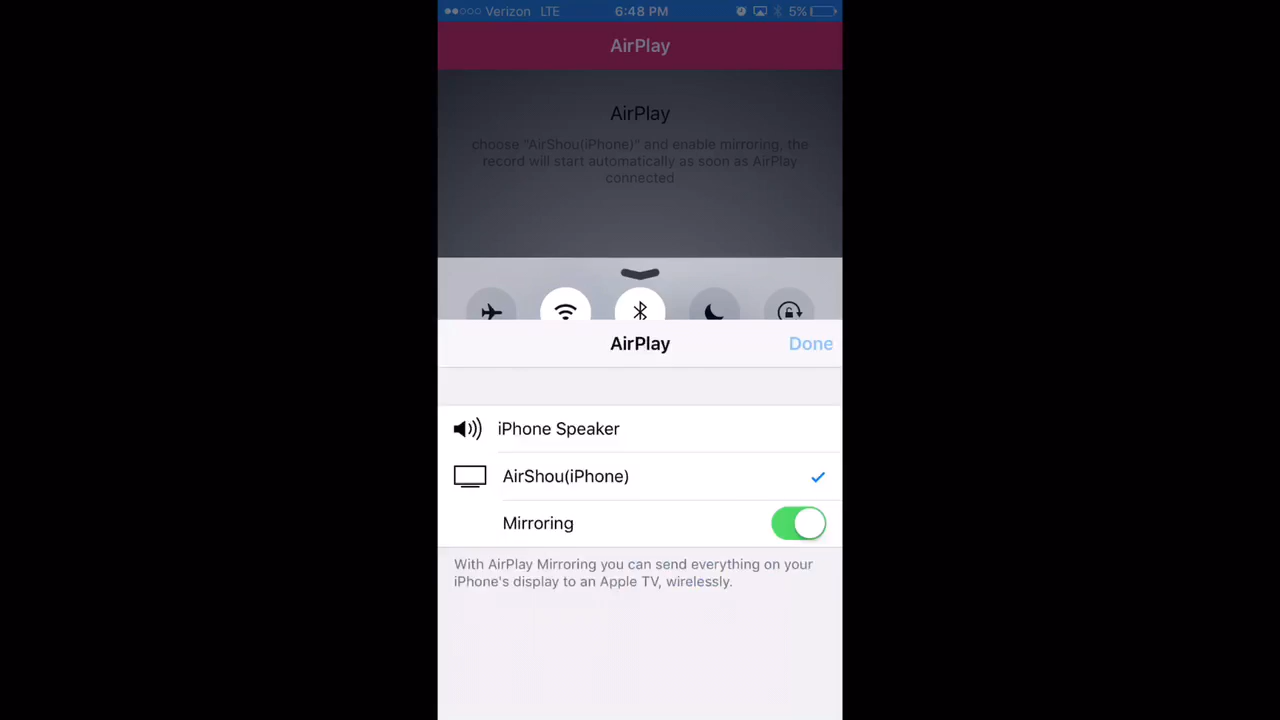 Verizon LTE 6:48 PM 5%
AirPlay
AirPlay
choose "AirShou(iPhone)" and enable mirroring, the
record will start automatically as soon as AirPlay
connected
AirPlay Done
iPhone Speaker
AirShou(iPhone)
Mirroring
With AirPlay Mirroring you can send everything on your
iPhone's display to an Apple TV, wirelessly.